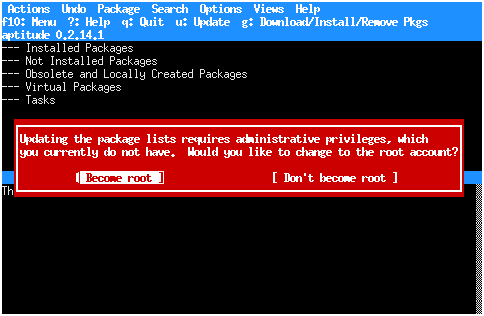 Actions Undo Package Search Options Views Help
f10: Menu ?: Help q: Quit u: Update g: Download/Install/Remove Pkgs
aptitude 0.2.14.1
--- Installed Packages
--- Not Installed Packages
--- Obsolete and Locally Created Packages
--- Virtual Packages
--- Tasks
Updating the package lists requires administrative privileges, which
you currently do not have. Would you like to change to the root account?
[ Become root ] [ Don't become root ]
Th